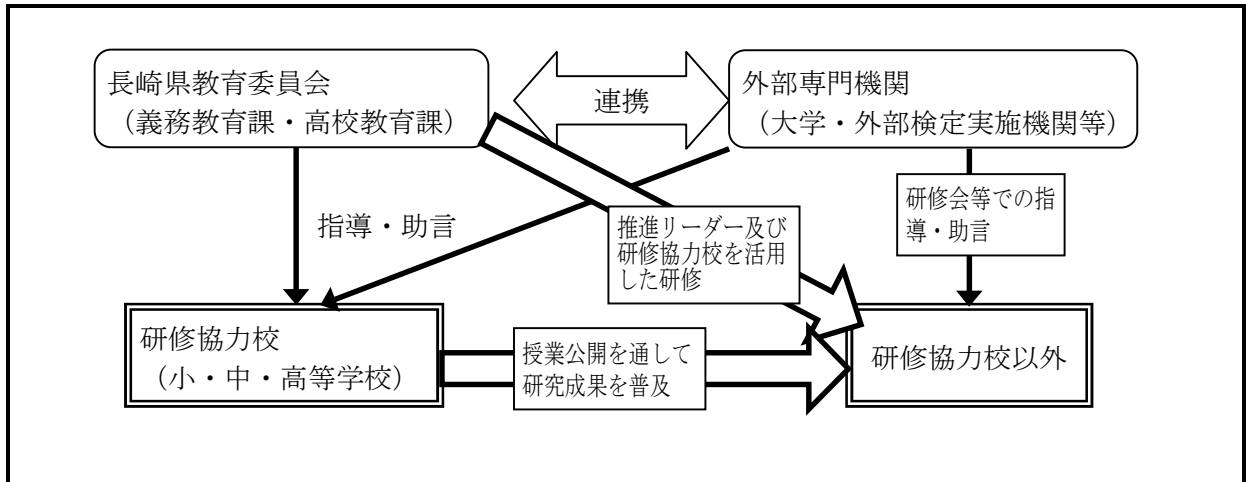 長崎県教育委員会
（義務教育課・高校教育課）
連携
外部専門機関
（大学・外部検定実施機関等）
指導・助言
推進リーダー及び
研修協力校を活用
した研修
研修会等での指
導・助言
研修協力校
（小・中・高等学校）
授業公開を通して
研究成果を普及
研修協力校以外